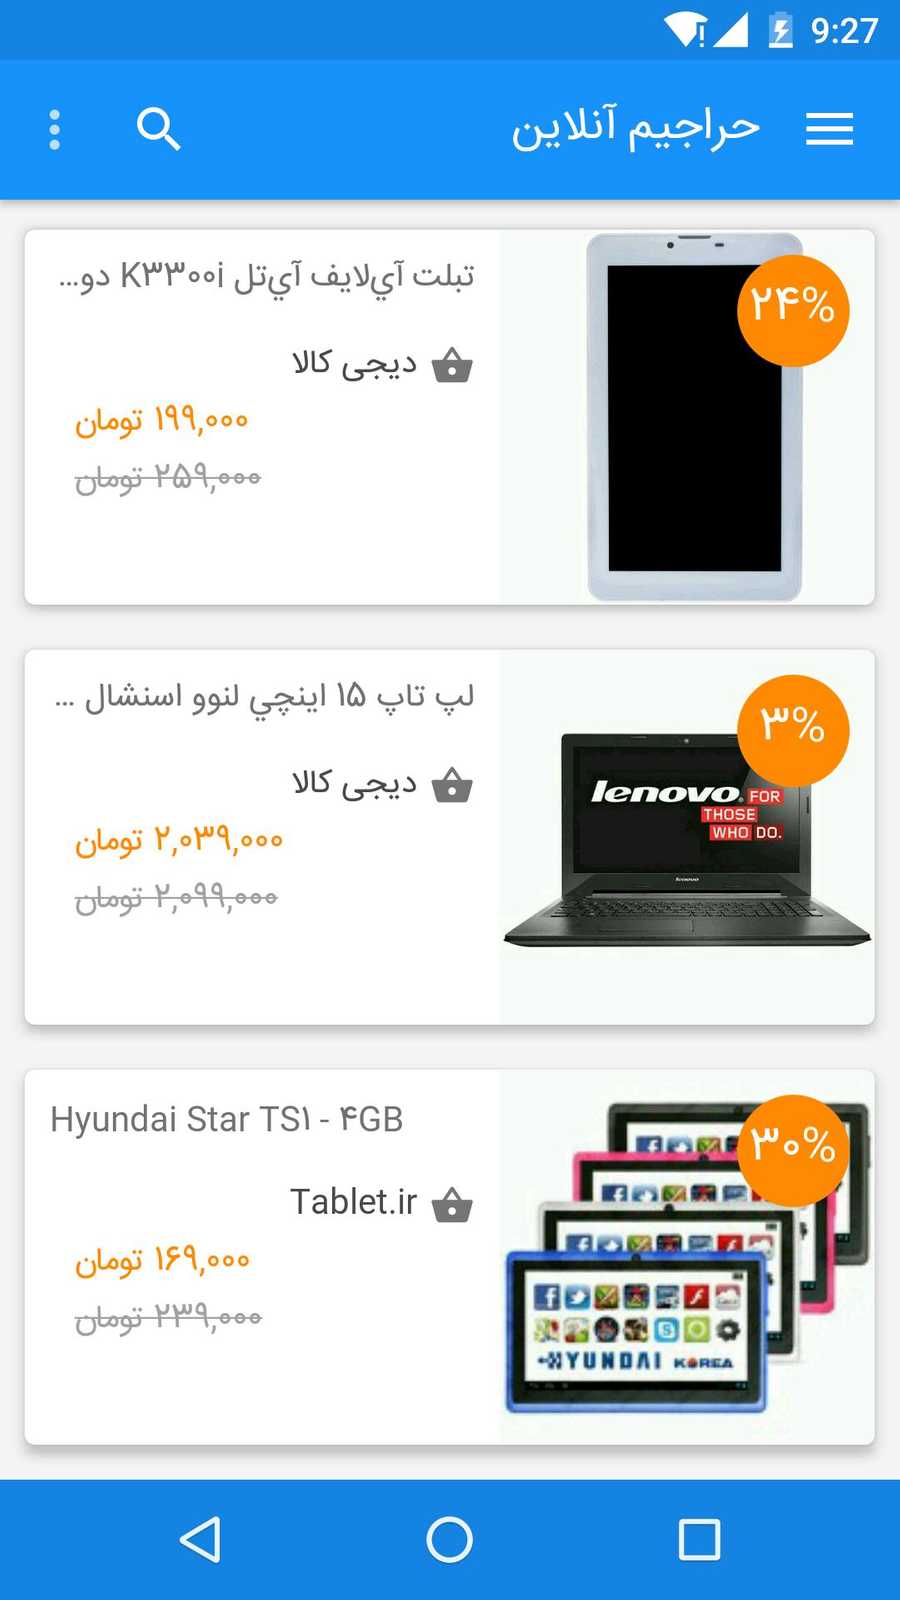 9:27
حراجیم آنلاین
تبلت آي‌لایف آي‌تل K۳۳۰۰i دو...
۲۴%
دیجی کالا
۱۹۹,۰۰۰ تومان
۲۵۹,۰۰۰ تومان
لپ تاپ ۱۵ اینچي لنوو اسنشال ...
۳%
دیجی کالا
۲,۰۳۹,۰۰۰ تومان
۲,۰۹۹,۰۰۰ تومان
lenovo FOR
THOSE
WHO DO.
lenovo
Hyundai Star TS۱ - ۴GB
۳۰%
Tablet.ir
۱۶۹,۰۰۰ تومان
۲۳۹,۰۰۰ تومان
HYUNDAI KOREA